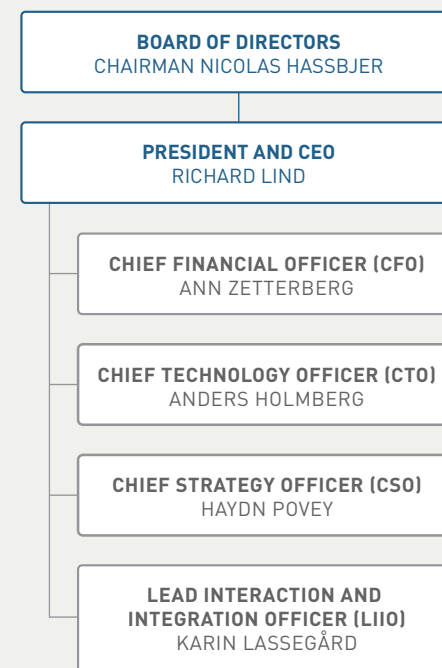 BOARD OF DIRECTORS
CHAIRMAN NICOLAS HASSBJER
PRESIDENT AND CEO
RICHARD LIND
CHIEF FINANCIAL OFFICER (CFO)
ANN ZETTERBERG
CHIEF TECHNOLOGY OFFICER (CTO)
ANDERS HOLMBERG
CHIEF STRATEGY OFFICER (CSO)
HAYDN POVEY
LEAD INTERACTION AND
INTEGRATION OFFICER (LIIO)
KARIN LASSEGÅRD